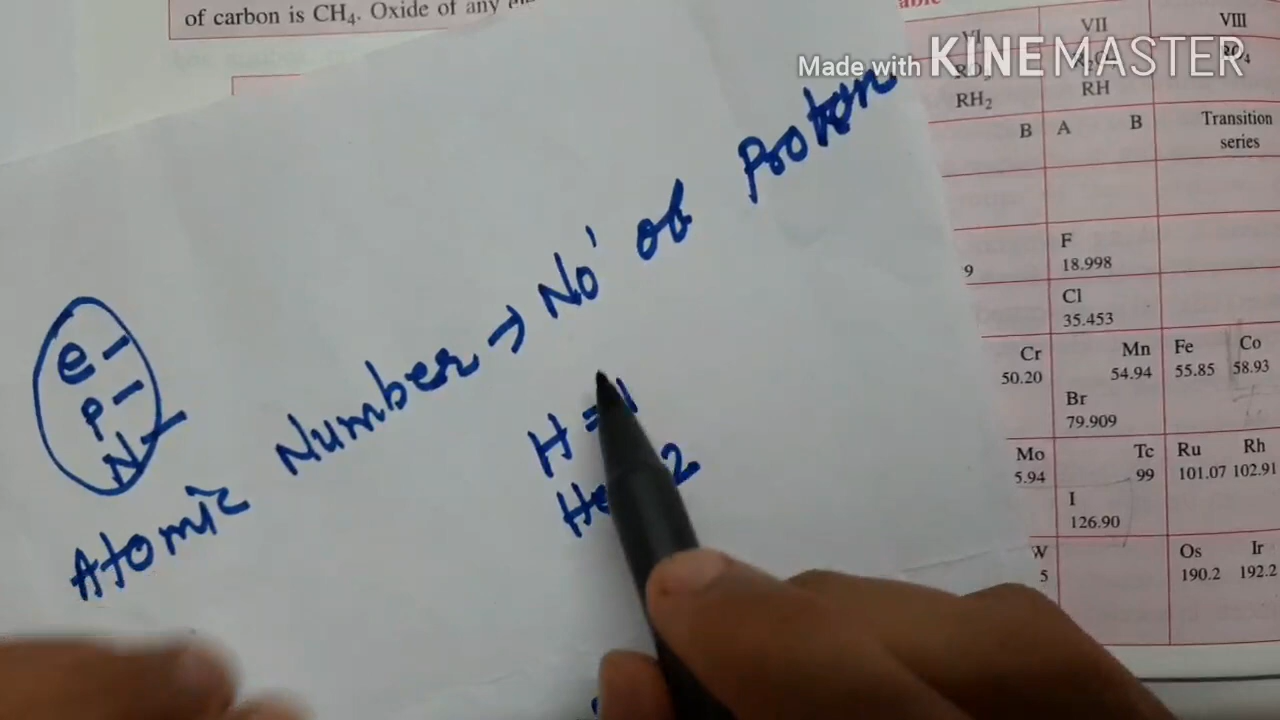 of carbon is CH4. Oxide of any
Made with KINEMASTER
VI VII VIII
RO3
RH2 RH
B A B Transition
series
9 F
18.998
Cl
35.453
Cr Mn Fe Co
50.20 54.94 55.85 58.93
Br
79.909
Mo Tc Ru Rh
5.94 99 101.07 102.91
I
126.90
W Os Ir
5 190.2 192.2
e
P
N
Atomic Number → No of Proton
H = 1
He 2